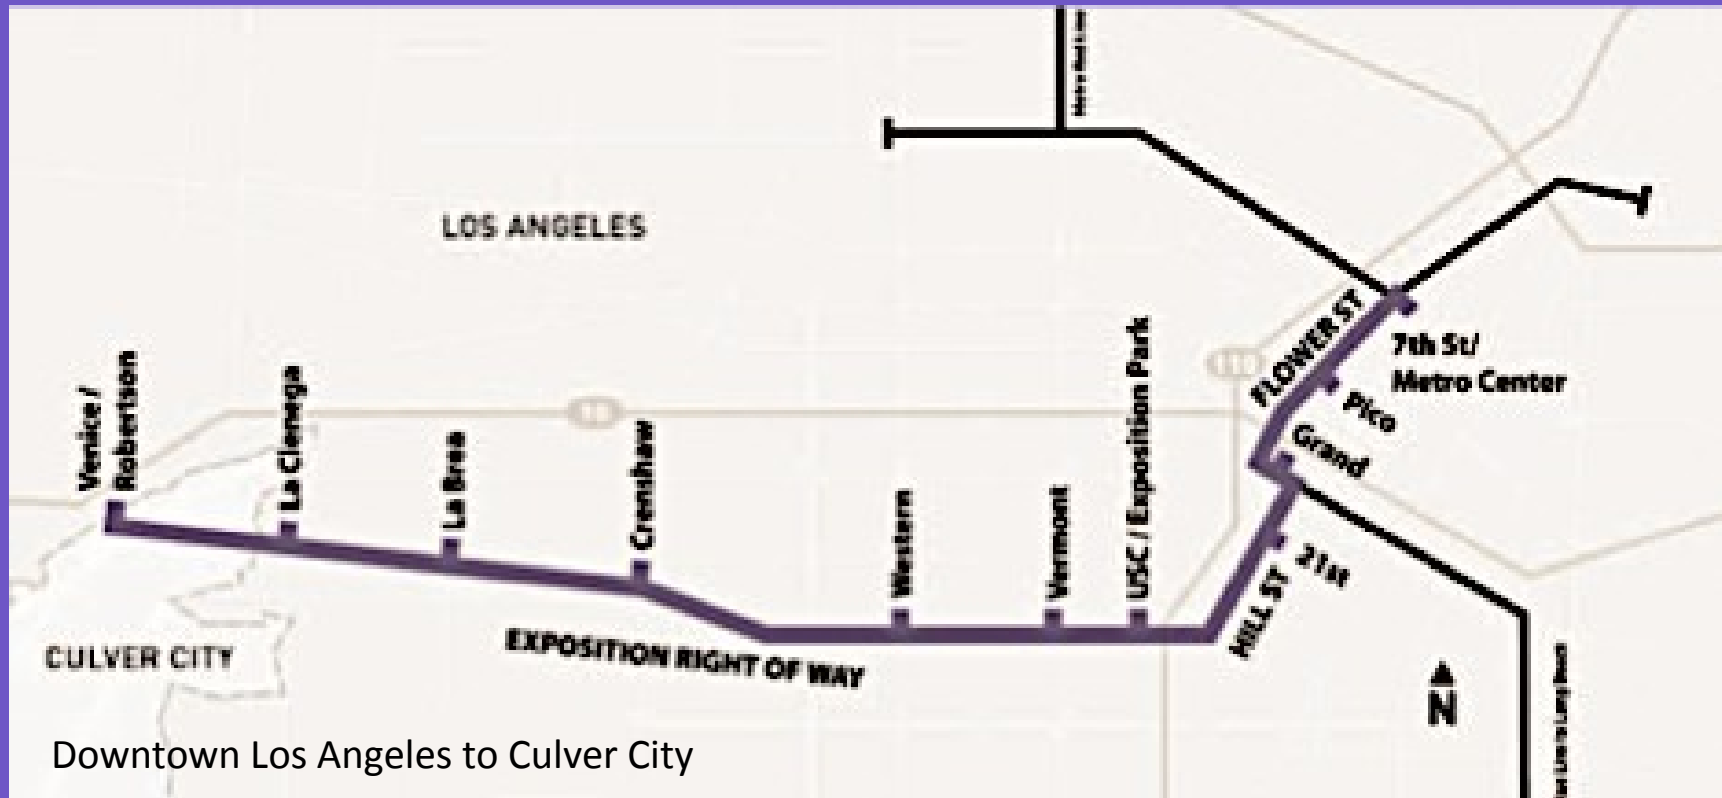 LOS ANGELES
FLOWER ST
7th St/
Metro Center
Pico
Grand
21st
HILL ST
Venice /
Robertson
La Cienega
La Brea
Crenshaw
Western
Vermont
USC / Exposition Park
EXPOSITION RIGHT OF WAY
CULVER CITY
N
Downtown Los Angeles to Culver City